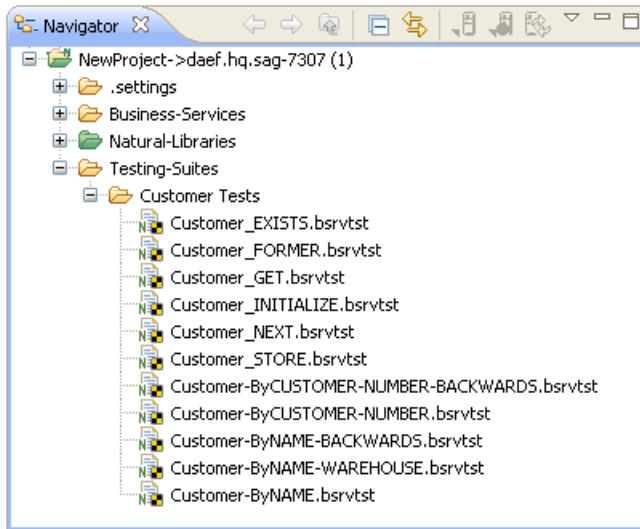 Navigator
NewProject->daef.hq.sag-7307 (1)
.settings
Business-Services
Natural-Libraries
Testing-Suites
Customer Tests
Customer_EXISTS.bsrvtst
Customer_FORMER.bsrvtst
Customer_GET.bsrvtst
Customer_INITIALIZE.bsrvtst
Customer_NEXT.bsrvtst
Customer_STORE.bsrvtst
Customer-ByCUSTOMER-NUMBER-BACKWARDS.bsrvtst
Customer-ByCUSTOMER-NUMBER.bsrvtst
Customer-ByNAME-BACKWARDS.bsrvtst
Customer-ByNAME-WAREHOUSE.bsrvtst
Customer-ByNAME.bsrvtst